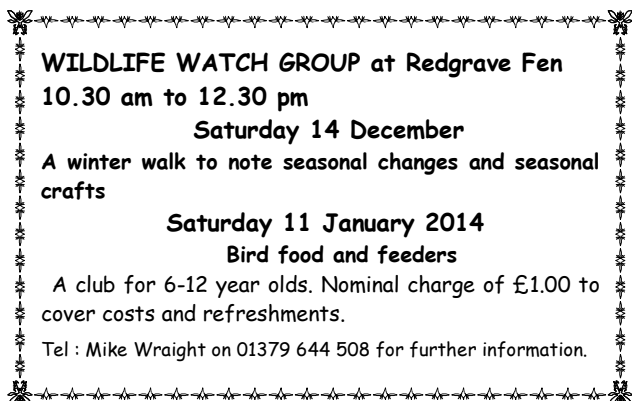 WILDLIFE WATCH GROUP at Redgrave Fen
10.30 am to 12.30 pm
Saturday 14 December
A winter walk to note seasonal changes and seasonal
crafts
Saturday 11 January 2014
Bird food and feeders
A club for 6-12 year olds. Nominal charge of £1.00 to
cover costs and refreshments.
Tel : Mike Wraight on 01379 644 508 for further information.